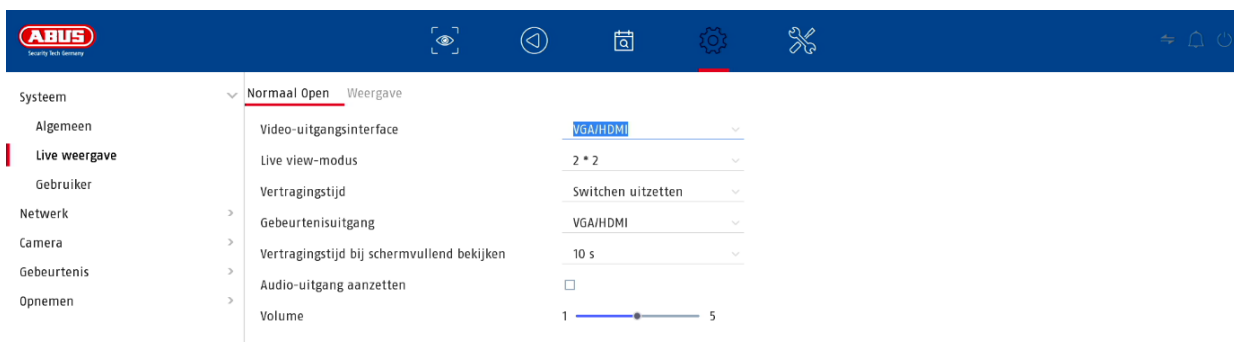 ABUS
Security Tech Germany
Systeem
Algemeen
Live weergave
Gebruiker
Netwerk
Camera
Gebeurtenis
Opnemen
Normaal Open Weergave
Video-uitgangsinterface VGA/HDMI
Live view-modus 2 * 2
Vertragingstijd Switchen uitzetten
Gebeurtenisuitgang VGA/HDMI
Vertragingstijd bij schermvullend bekijken 10 s
Audio-uitgang aanzetten
Volume 1 5